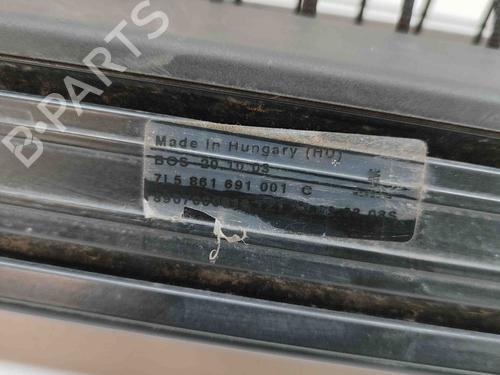 B-PARTS
Made in Hungary (HU)
BOS 20.10.03
7L5 861 691 001 C